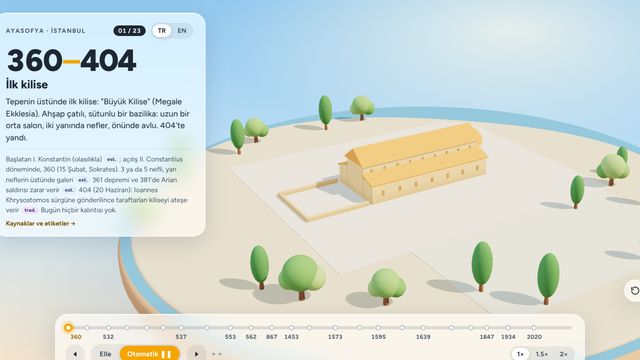 AYASOFYA · İSTANBUL 01 / 23 TR EN
360–404
İlk kilise
Tepenin üstünde ilk kilise: "Büyük Kilise" (Megale
Ekklesia). Ahşap çatılı, sütunlu bir bazilika: uzun bir
orta salon, iki yanında nefler, önünde avlu. 404'te
yandı.
Başlatan I. Konstantin (olasılıkla) est. ; açılış II. Constantius
döneminde, 360 (15 Şubat, Sokrates). 3 ya da 5 nefli, yan
neflerin üstünde galeri est. 361 depremi ve 381'de Arian
saldırısı zarar verir est. 404 (20 Haziran): Ioannes
Khrysostomos sürgüne gönderilince taraftarları kiliseyi ateşe
verir trad. Bugün hiçbir kalıntısı yok.
Kaynaklar ve etiketler →
360 532 537 553 562 867 1453 1573 1595 1639 1847 1934 2020
Elle Otomatik ← → 1× 1.5× 2×